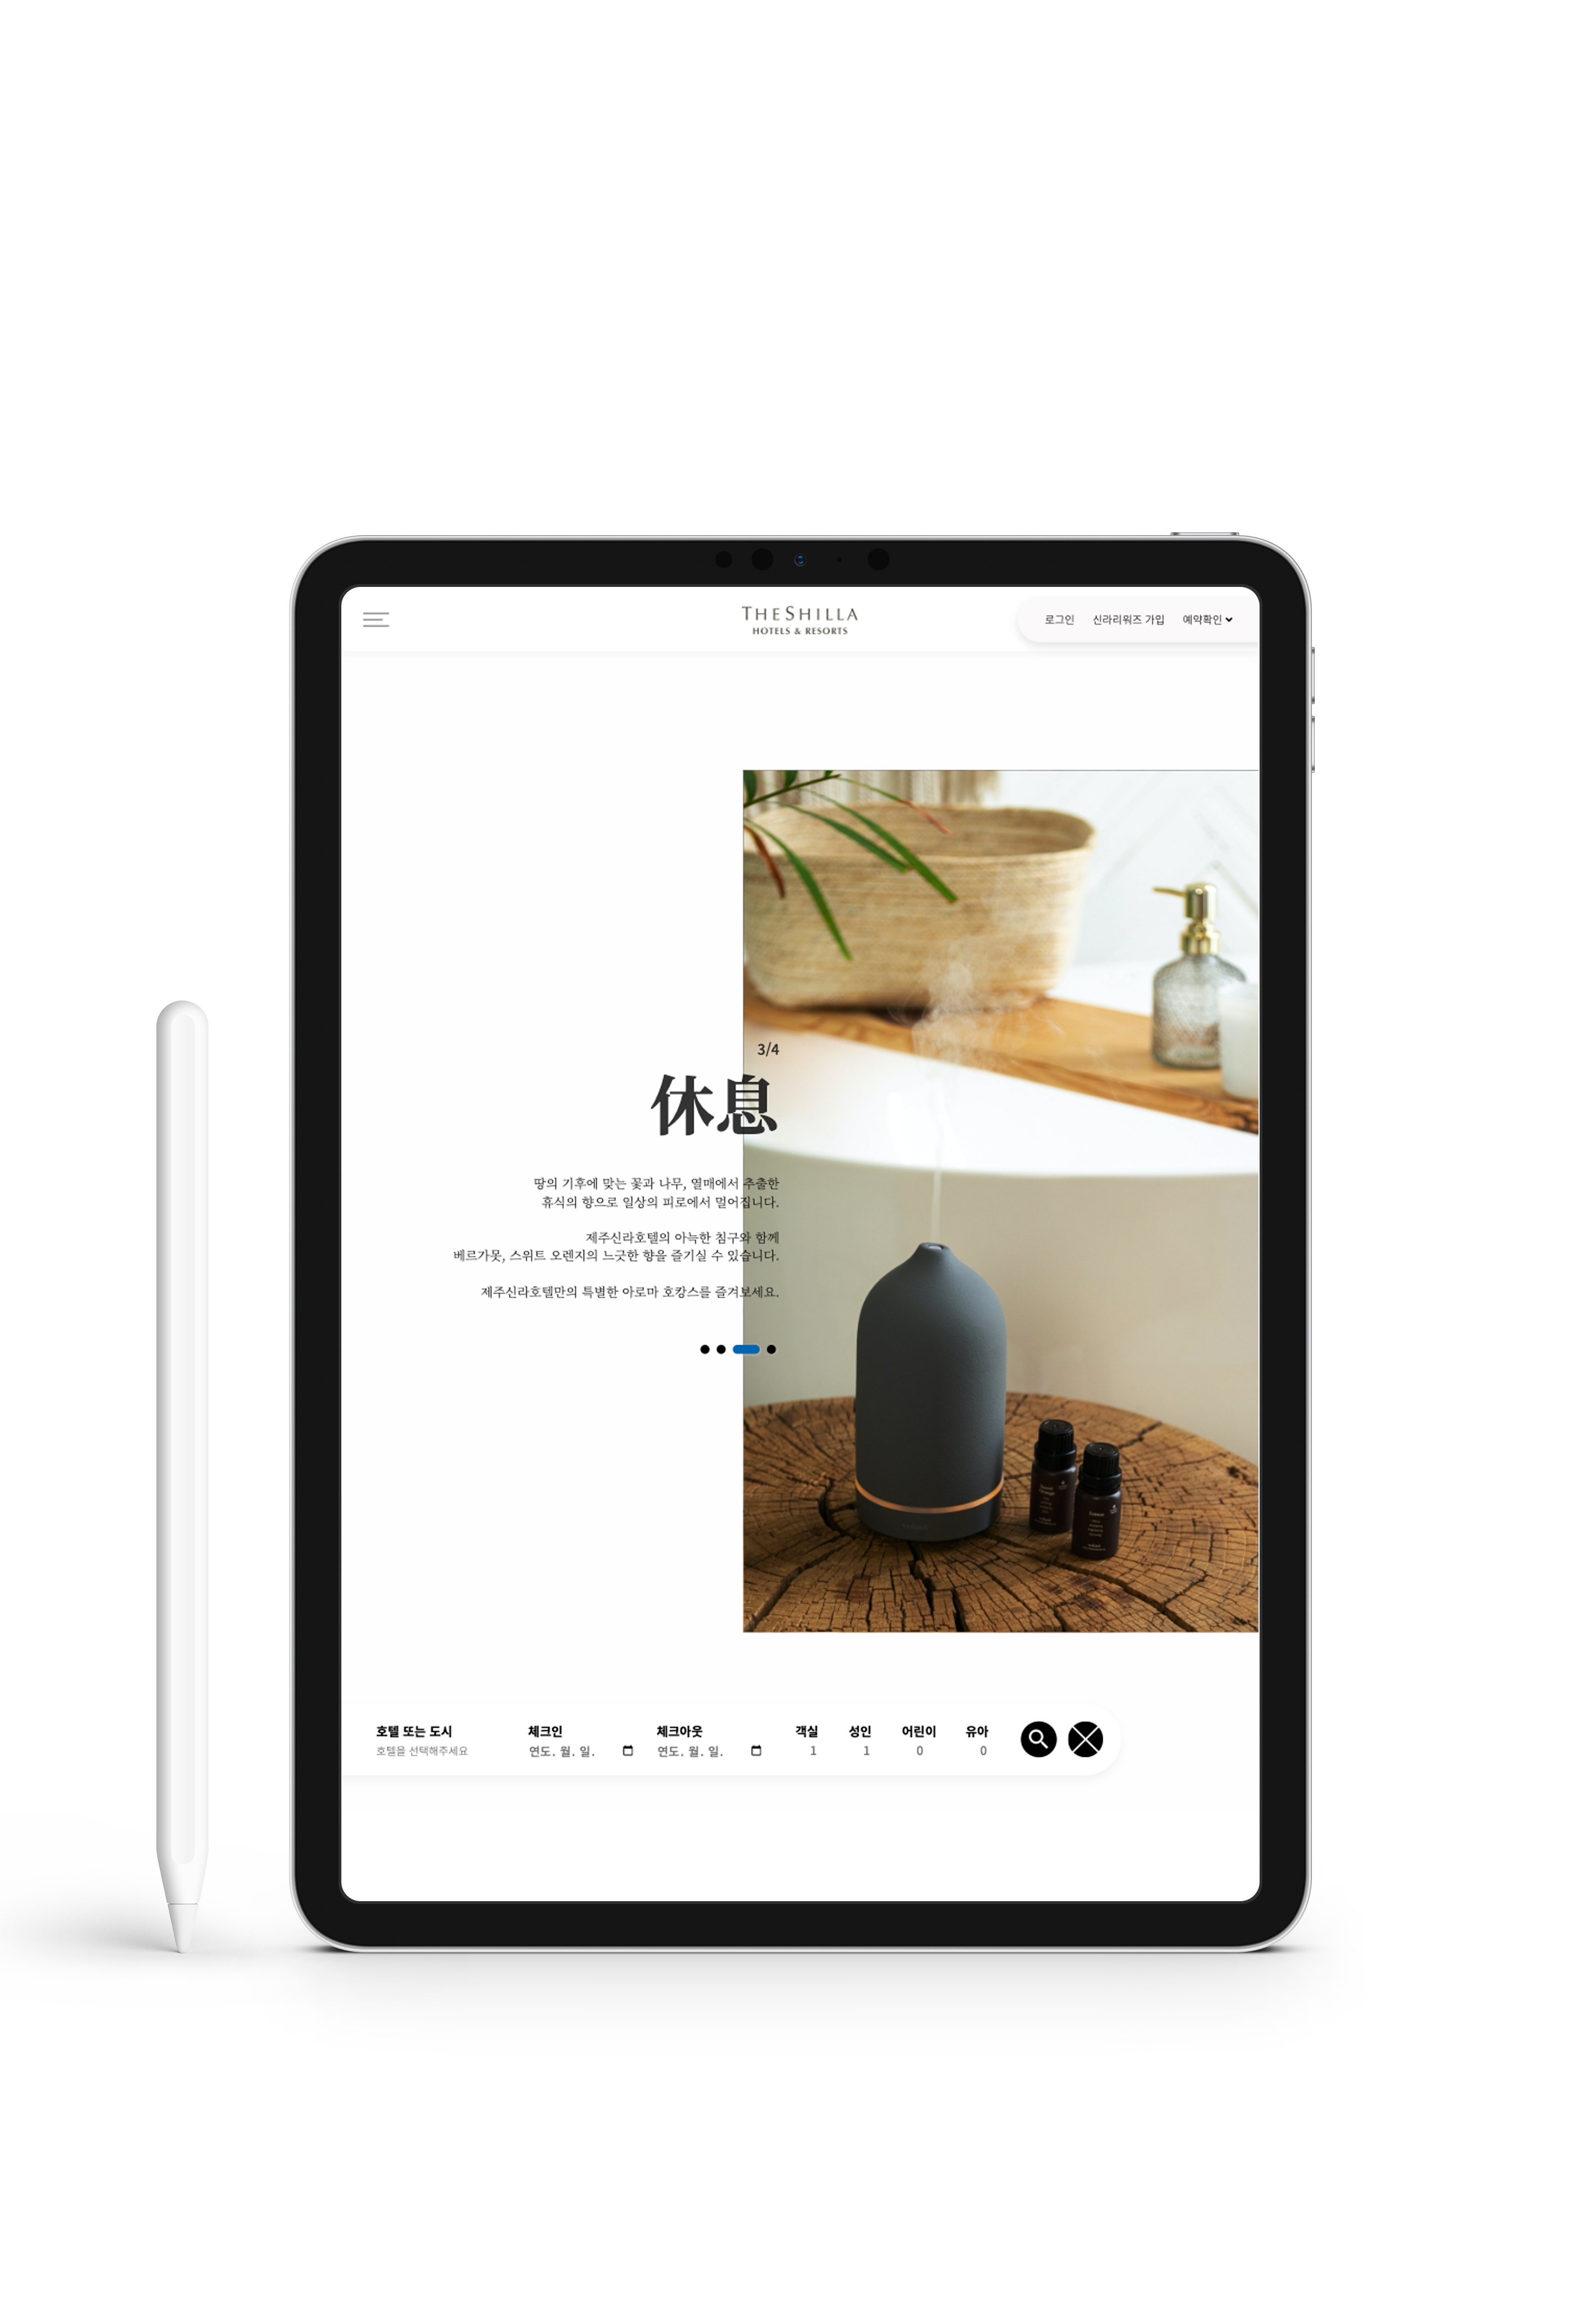 THE SHILLA
HOTELS & RESORTS
로그인 신라리워즈 가입 예약확인
3/4
休息
땅의 기후에 맞는 꽃과 나무, 열매에서 추출한
휴식의 향으로 일상의 피로에서 멀어집니다.
제주신라호텔의 아늑한 침구와 함께
베르가못, 스위트 오렌지의 느긋한 향을 즐기실 수 있습니다.
제주신라호텔만의 특별한 아로마 호캉스를 즐겨보세요.
호텔 또는 도시 체크인 체크아웃 객실 성인 어린이 유아
호텔을 선택해주세요 연도. 월. 일. 연도. 월. 일. 1 1 0 0